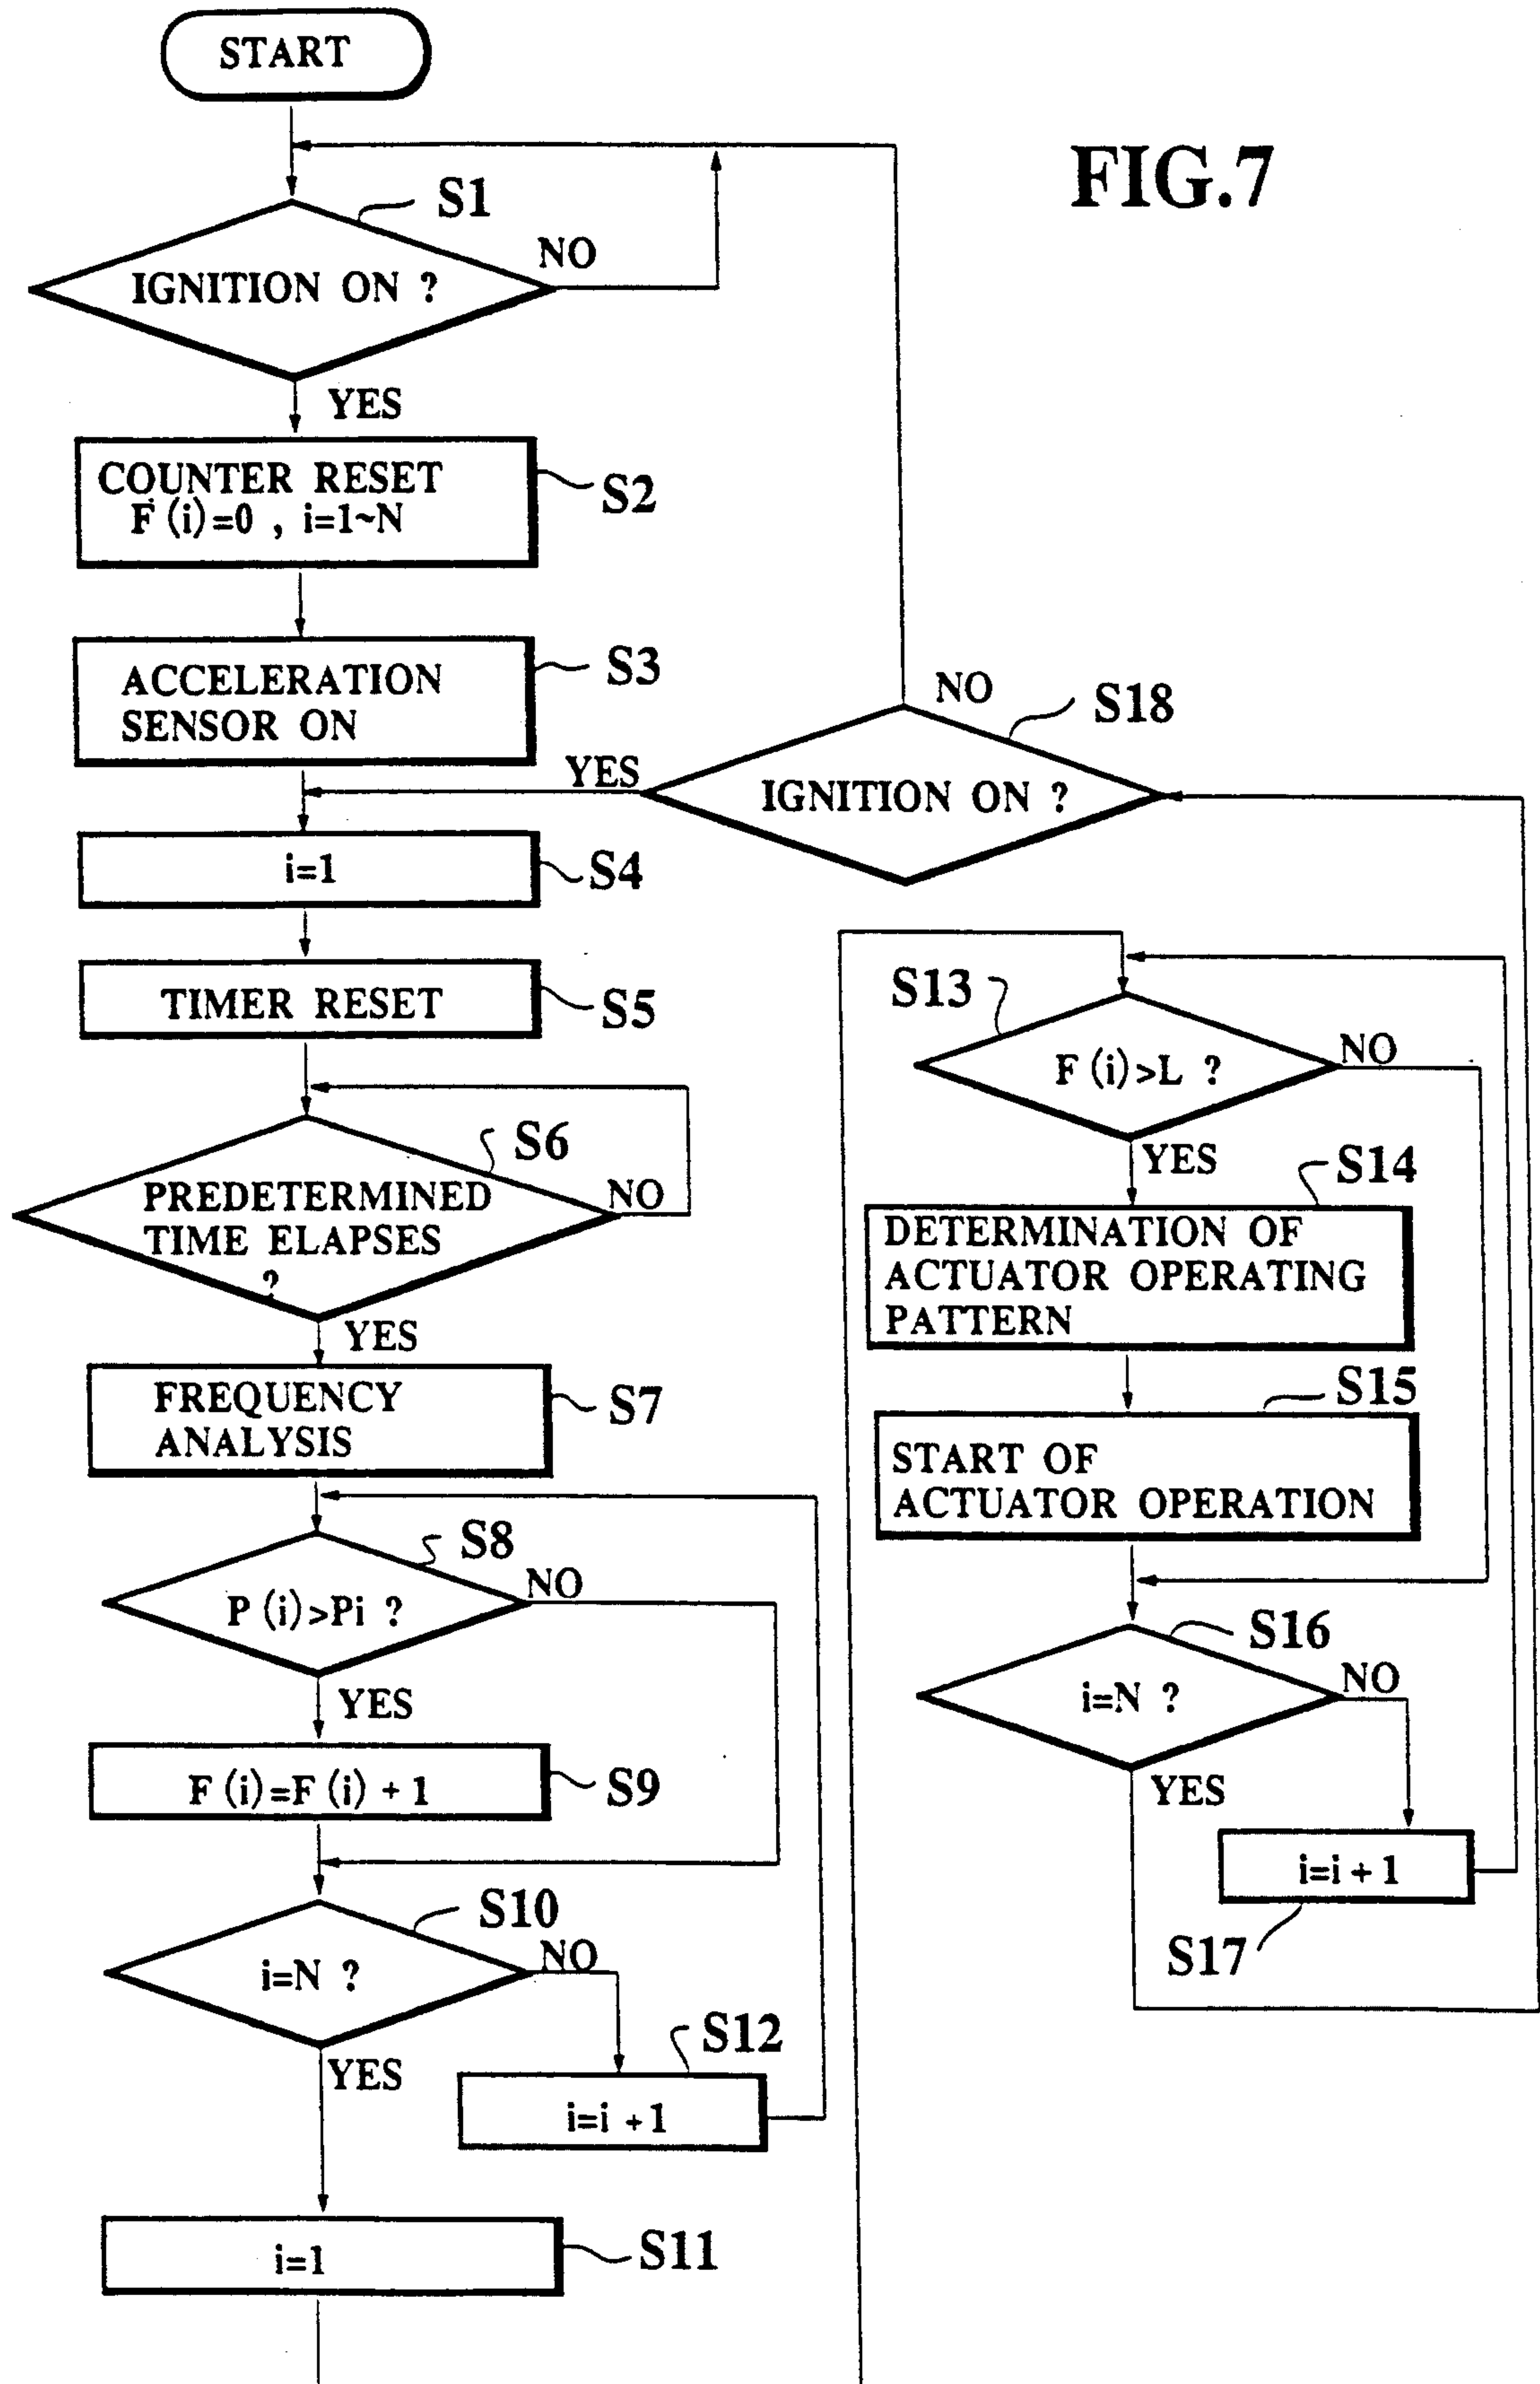 START
FIG.7
S1
NO
IGNITION ON ?
YES
COUNTER RESET
F (i)=0 , i=1~N
S2
ACCELERATION
SENSOR ON
S3
NO
S18
YES
IGNITION ON ?
i=1
S4
TIMER RESET
S5
S6
PREDETERMINED
TIME ELAPSES
?
NO
YES
FREQUENCY
ANALYSIS
S7
S8
NO
P (i)>Pi ?
YES
F (i)=F (i) + 1
S9
S10
NO
i=N ?
YES
S12
i=i +1
i=1
S11
S13
NO
F (i)>L ?
YES
S14
DETERMINATION OF
ACTUATOR OPERATING
PATTERN
S15
START OF
ACTUATOR OPERATION
S16
NO
i=N ?
YES
i=i + 1
S17